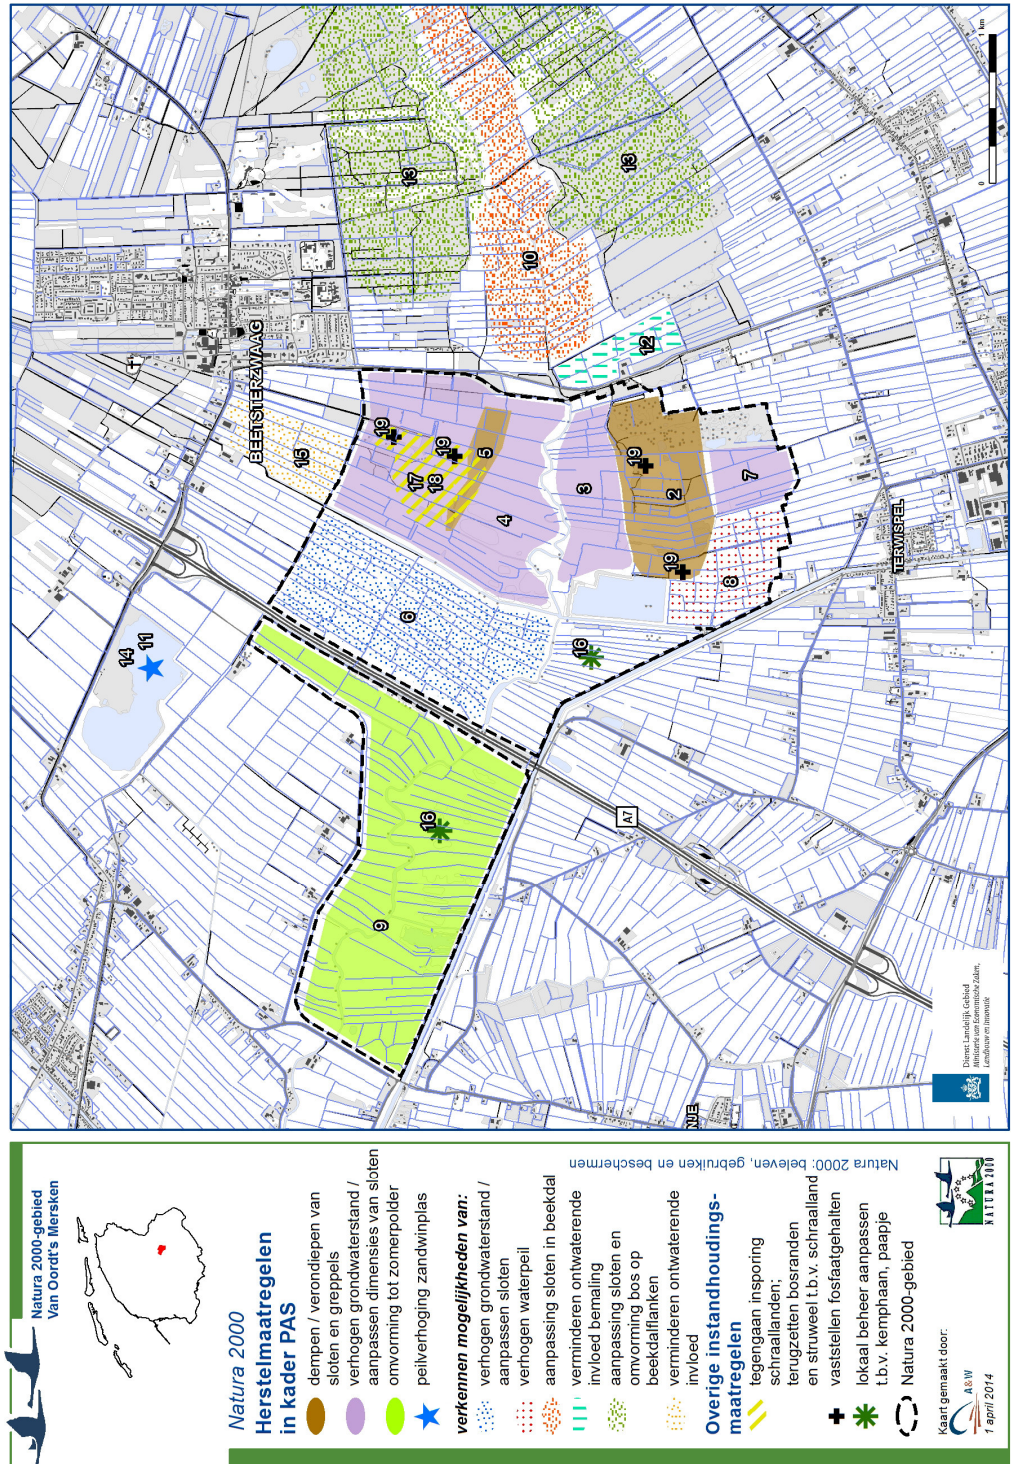 Natura 2000-gebied
Van Oordt's Mersken
Natura 2000
Herstelmaatregelen
in kader PAS
dempen / verondiepen van
sloten en greppels
verhogen grondwaterstand /
aanpassen dimensies van sloten
omvorming tot zomerpolder
peilverhoging zandwinplas
verkennen mogelijkheden van:
verhogen grondwaterstand /
aanpassen sloten
verhogen waterpeil
aanpassing sloten in beekdal
verminderen ontwaterende
invloed bemaling
aanpassing sloten en
omvorming bos op
beekdalflanken
verminderen ontwaterende
invloed
Overige instandhoudings-
maatregelen
tegengaan insporing
schraallanden;
terugzetten bosranden
en struweel t.b.v. schraalland
vaststellen fosfaatgehalten
lokaal beheer aanpassen
t.b.v. kemphaan, paapje
Natura 2000-gebied
Kaart gemaakt door:
A&W
1 april 2014
NATURA 2000
Natura 2000: beleven, gebruiken en beschermen
BEETSTERZWAAG
TERWISPEL
NJE
A7
14
11
15
13
13
10
12
19
19
17
18
5
4
3
6
19
2
7
19
8
16
16
9
0
1 km
Dienst Landelijk Gebied
Ministerie van Economische Zaken,
Landbouw en Innovatie